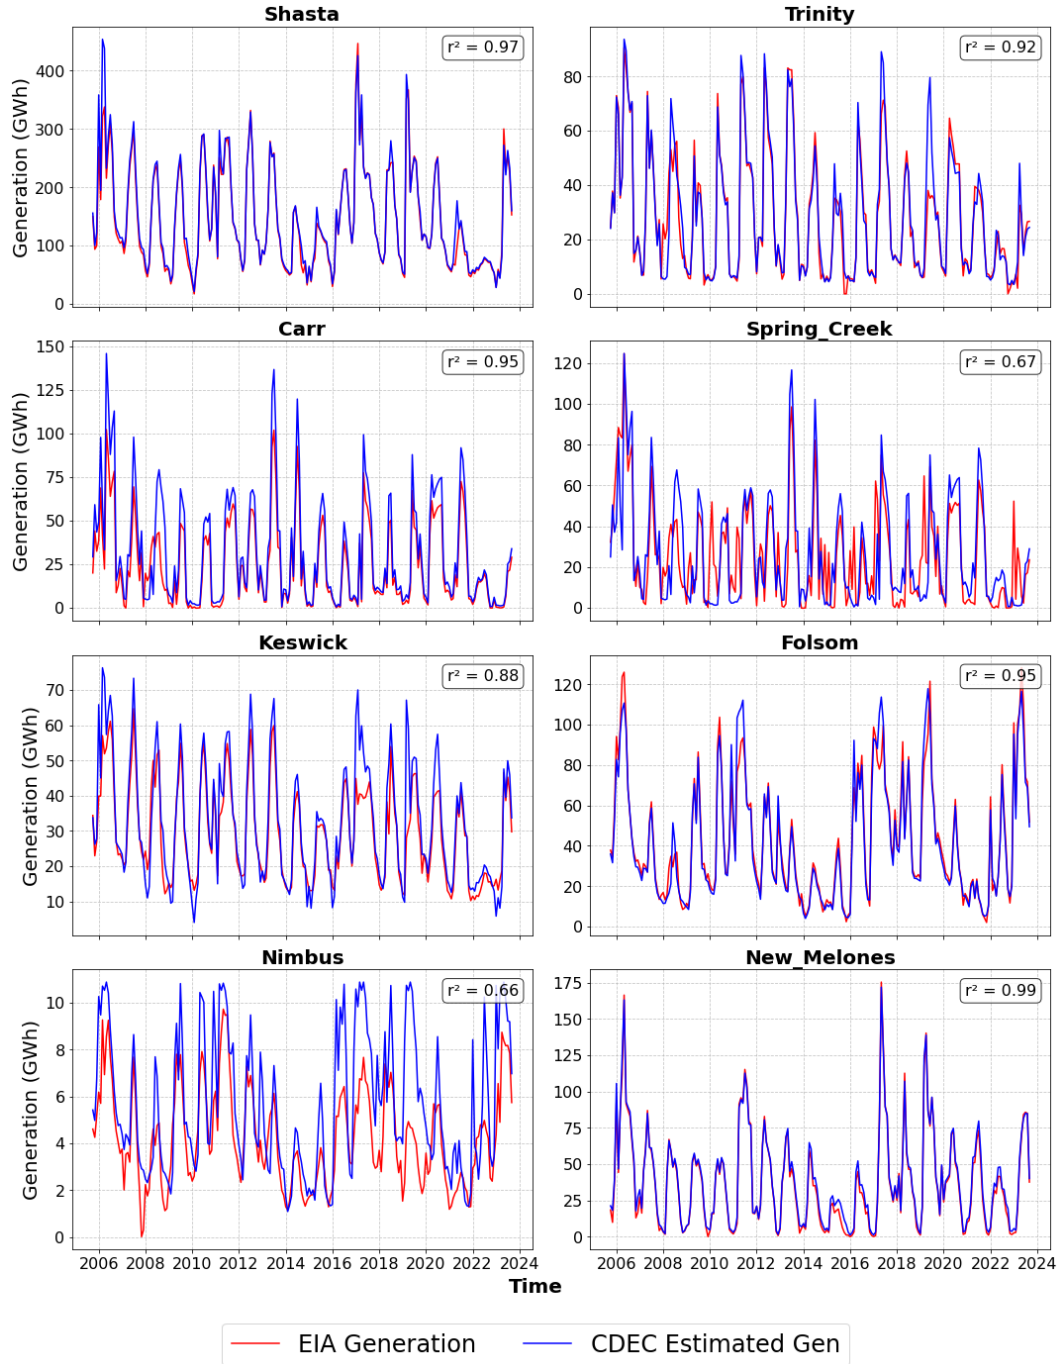 Shasta
Trinity
r² = 0.97
r² = 0.92
Generation (GWh)
400
300
200
100
0
80
60
40
20
0
Carr
Spring_Creek
r² = 0.95
r² = 0.67
Generation (GWh)
150
125
100
75
50
25
0
120
100
80
60
40
20
0
Keswick
Folsom
r² = 0.88
r² = 0.95
Generation (GWh)
70
60
50
40
30
20
10
120
100
80
60
40
20
0
Nimbus
New_Melones
r² = 0.66
r² = 0.99
Generation (GWh)
10
8
6
4
2
0
175
150
125
100
75
50
25
0
2006 2008 2010 2012 2014 2016 2018 2020 2022 2024
2006 2008 2010 2012 2014 2016 2018 2020 2022 2024
Time
EIA Generation
CDEC Estimated Gen